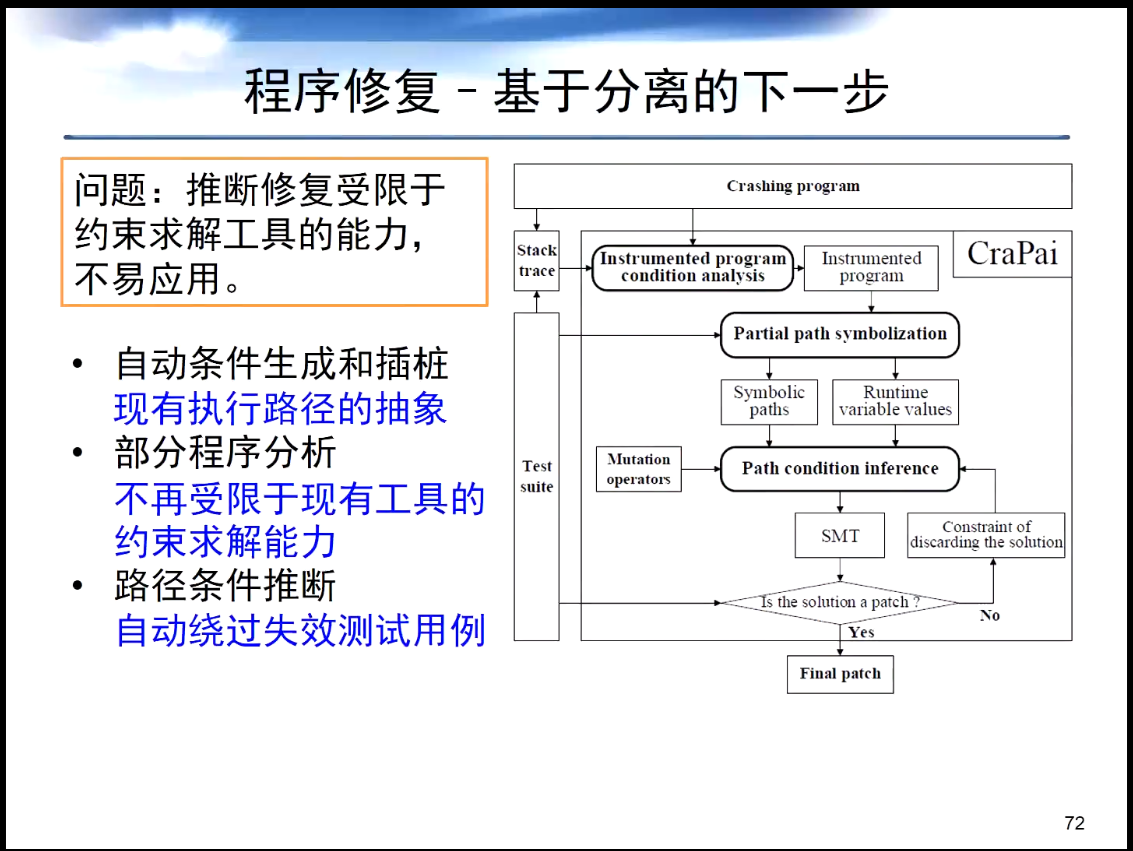 程序修复 – 基于分离的下一步
问题：推断修复受限于
约束求解工具的能力，
不易应用。
• 自动条件生成和插桩
现有执行路径的抽象
• 部分程序分析
不再受限于现有工具的
约束求解能力
• 路径条件推断
自动绕过失效测试用例
Crashing program
Stack
trace
Instrumented program
condition analysis
Instrumented
program
CraPai
Partial path symbolization
Symbolic
paths
Runtime
variable values
Test
suite
Mutation
operators
Path condition inference
SMT
Constraint of
discarding the solution
Is the solution a patch ?
No
Yes
Final patch
72